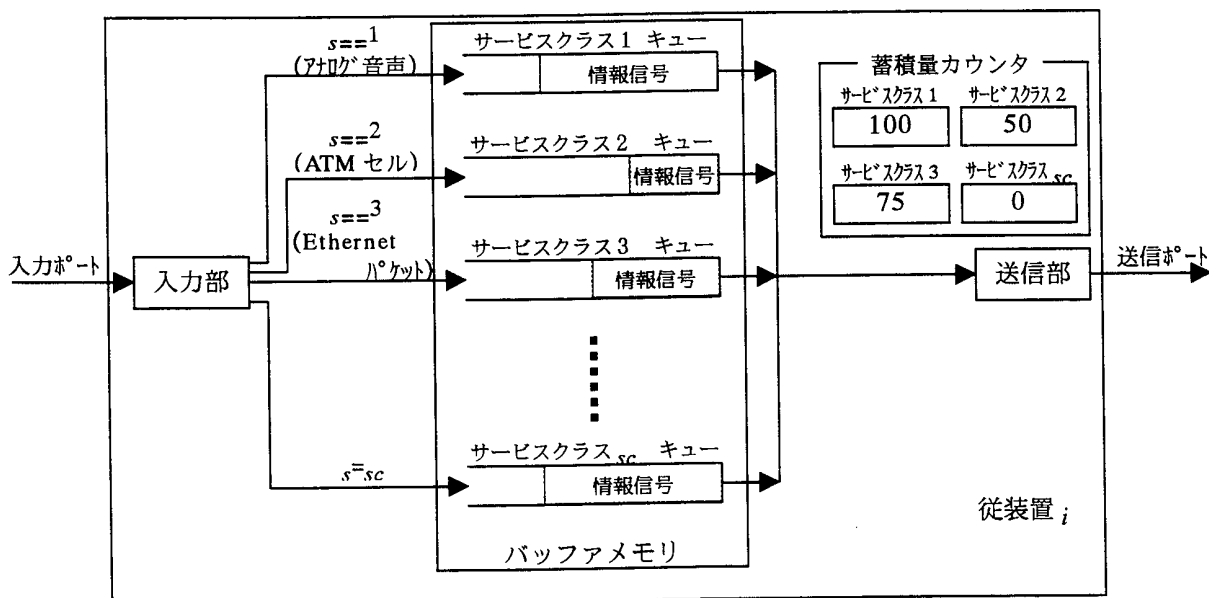 s==1
(アナログ音声)
サービスクラス1 キュー
情報信号
蓄積量カウンタ
サービスクラス1 サービスクラス2
100 50
サービスクラス3 サービスクラスsc
75 0
s==2
(ATM セル)
サービスクラス2 キュー
情報信号
s==3
(Ethernet
パケット)
サービスクラス3 キュー
情報信号
入力ポート
入力部
送信部
送信ポート
サービスクラスsc キュー
s=sc
情報信号
バッファメモリ
従装置i